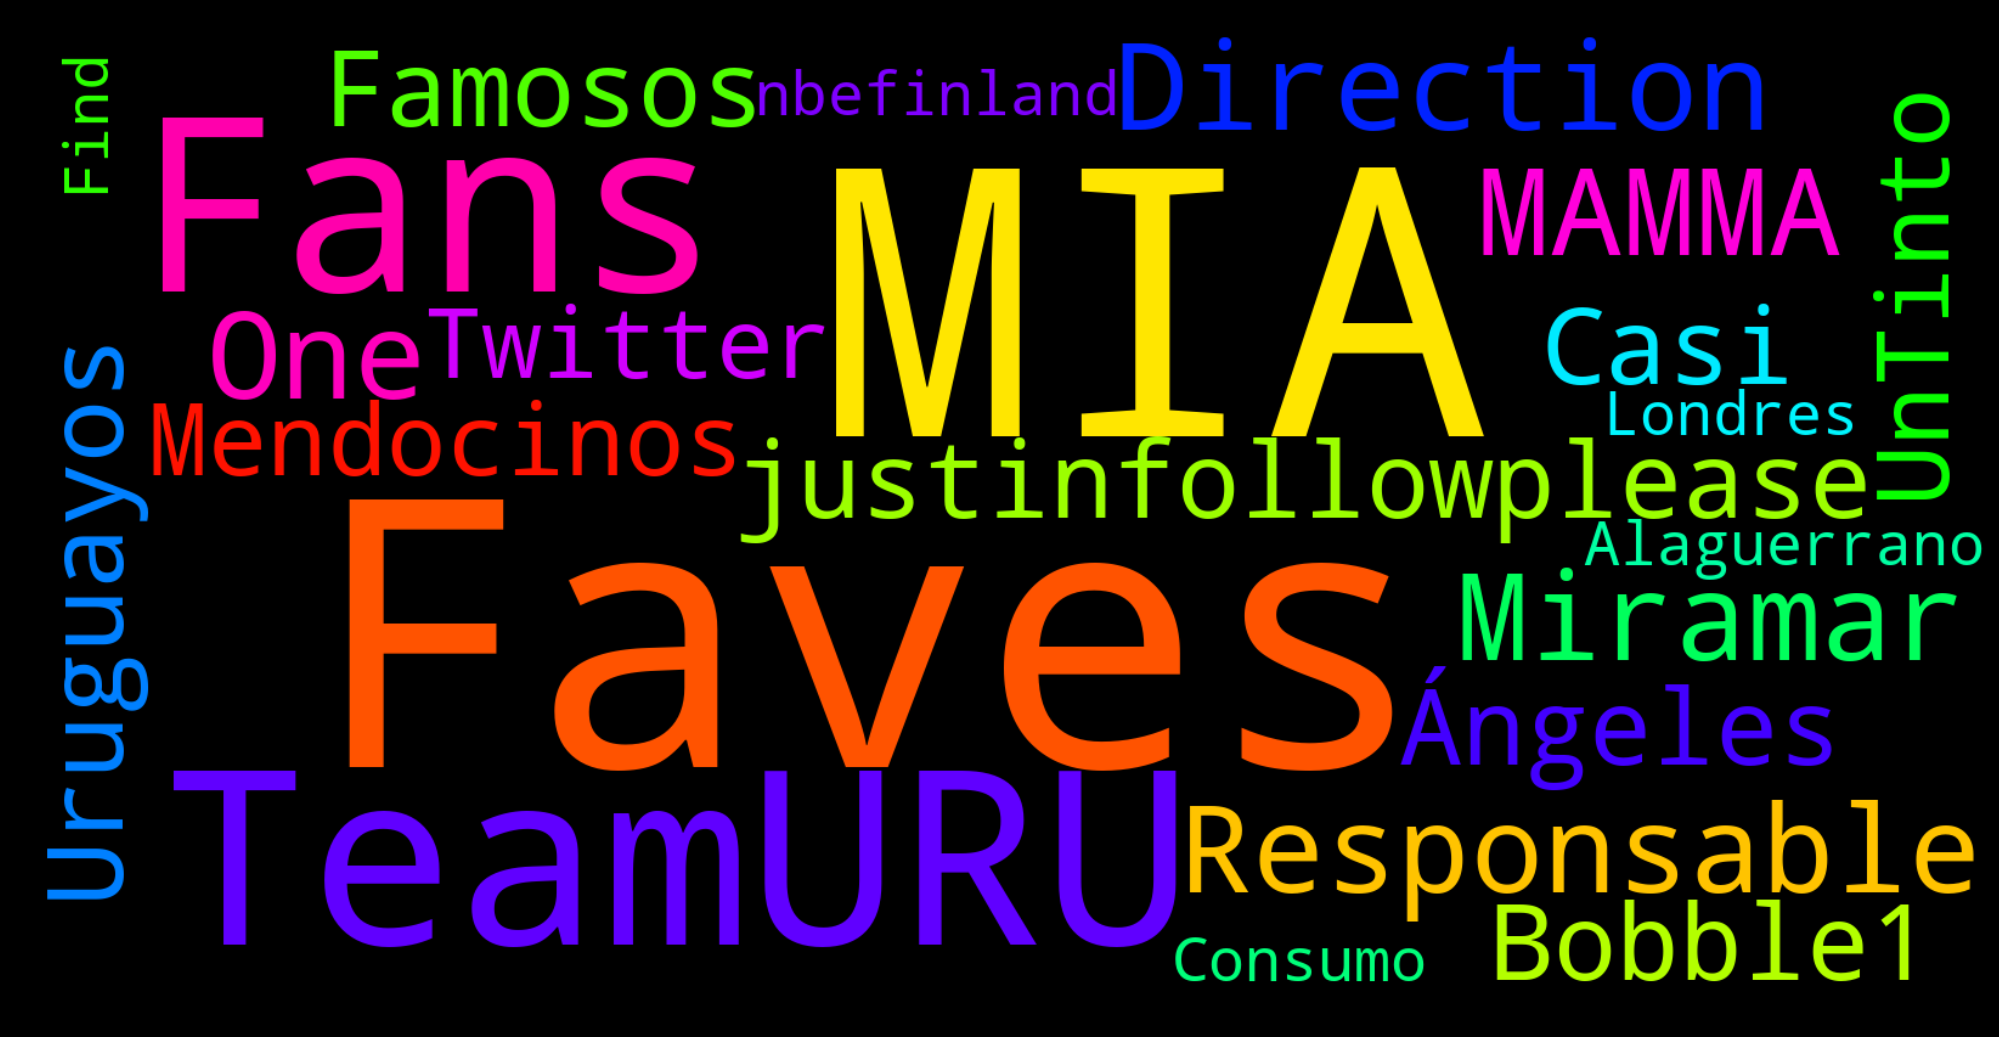 Find
Famosos
nbefinland
Direction
Fans
MIA
MAMMA
UnTinto
One
Twitter
Casi
Londres
Uruguayos
Mendocinos
justinfollowplease
Alaguerrano
Faves
Miramar
Ángeles
TeamURU
Responsable
Bobble1
Consumo